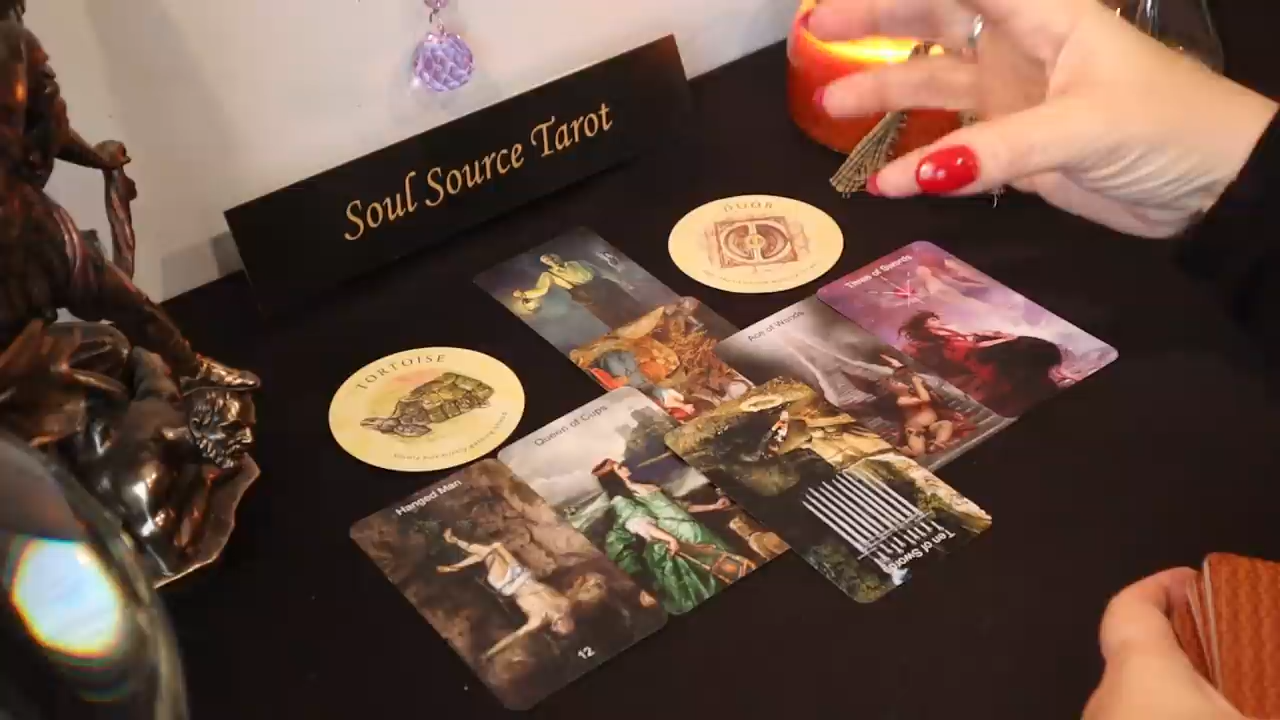 Soul Source Tarot
DOOR
Three of Swords
Ace of Wands
TORTOISE
Queen of Cups
Hanged Man
Ten of Swords
12